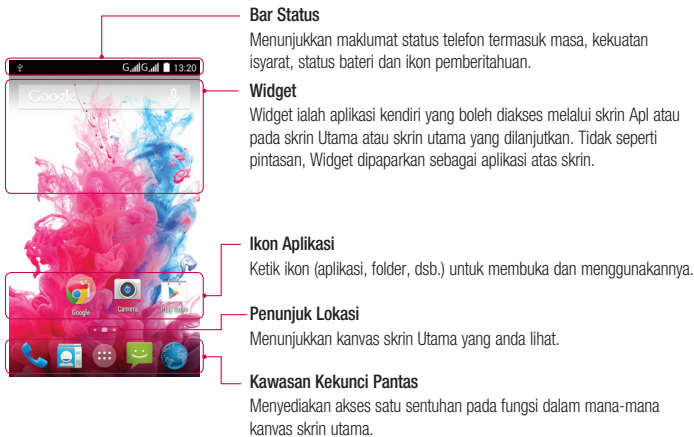 Bar Status
Menunjukkan maklumat status telefon termasuk masa, kekuatan
isyarat, status bateri dan ikon pemberitahuan.
G G 13:20
Google
Widget
Widget ialah aplikasi kendiri yang boleh diakses melalui skrin Apl atau
pada skrin Utama atau skrin utama yang dilanjutkan. Tidak seperti
pintasan, Widget dipaparkan sebagai aplikasi atas skrin.
Ikon Aplikasi
Ketik ikon (aplikasi, folder, dsb.) untuk membuka dan menggunakannya.
Google Camera Play Store
Penunjuk Lokasi
Menunjukkan kanvas skrin Utama yang anda lihat.
Kawasan Kekunci Pantas
Menyediakan akses satu sentuhan pada fungsi dalam mana-mana
kanvas skrin utama.